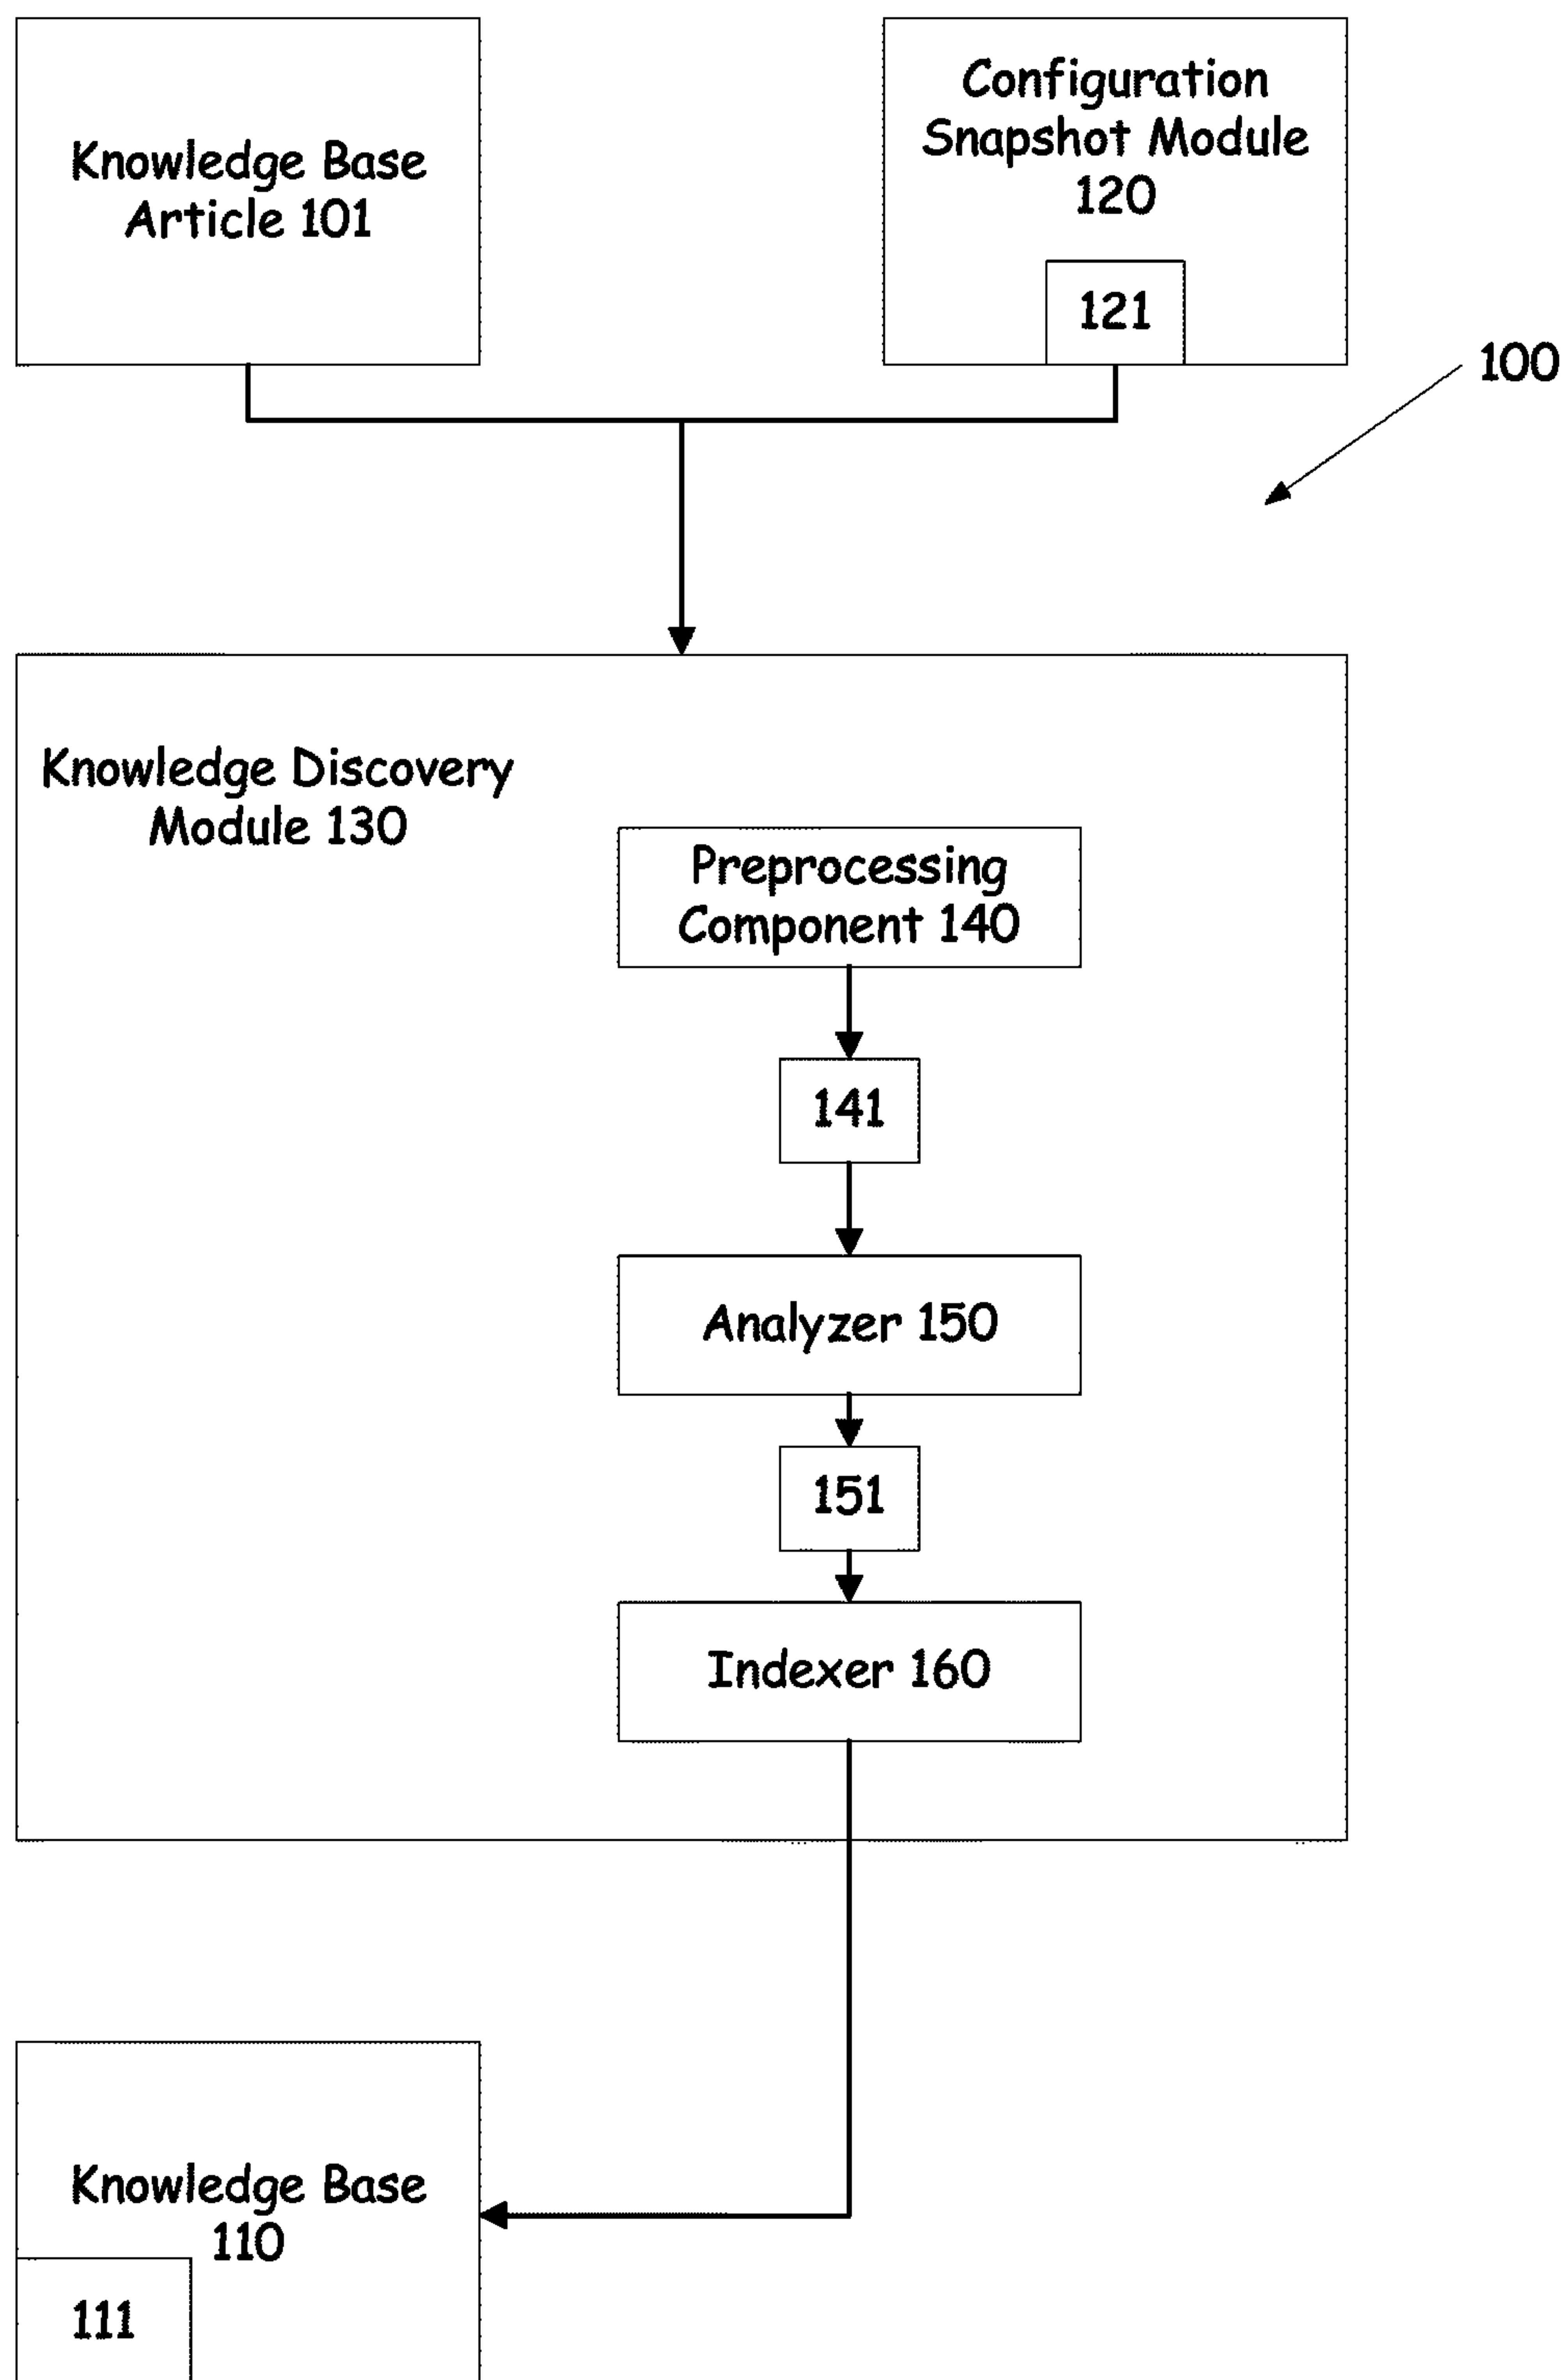 Knowledge Base
Article 101
Configuration
Snapshot Module
120
121
100
Knowledge Discovery
Module 130
Preprocessing
Component 140
141
Analyzer 150
151
Indexer 160
Knowledge Base
110
111